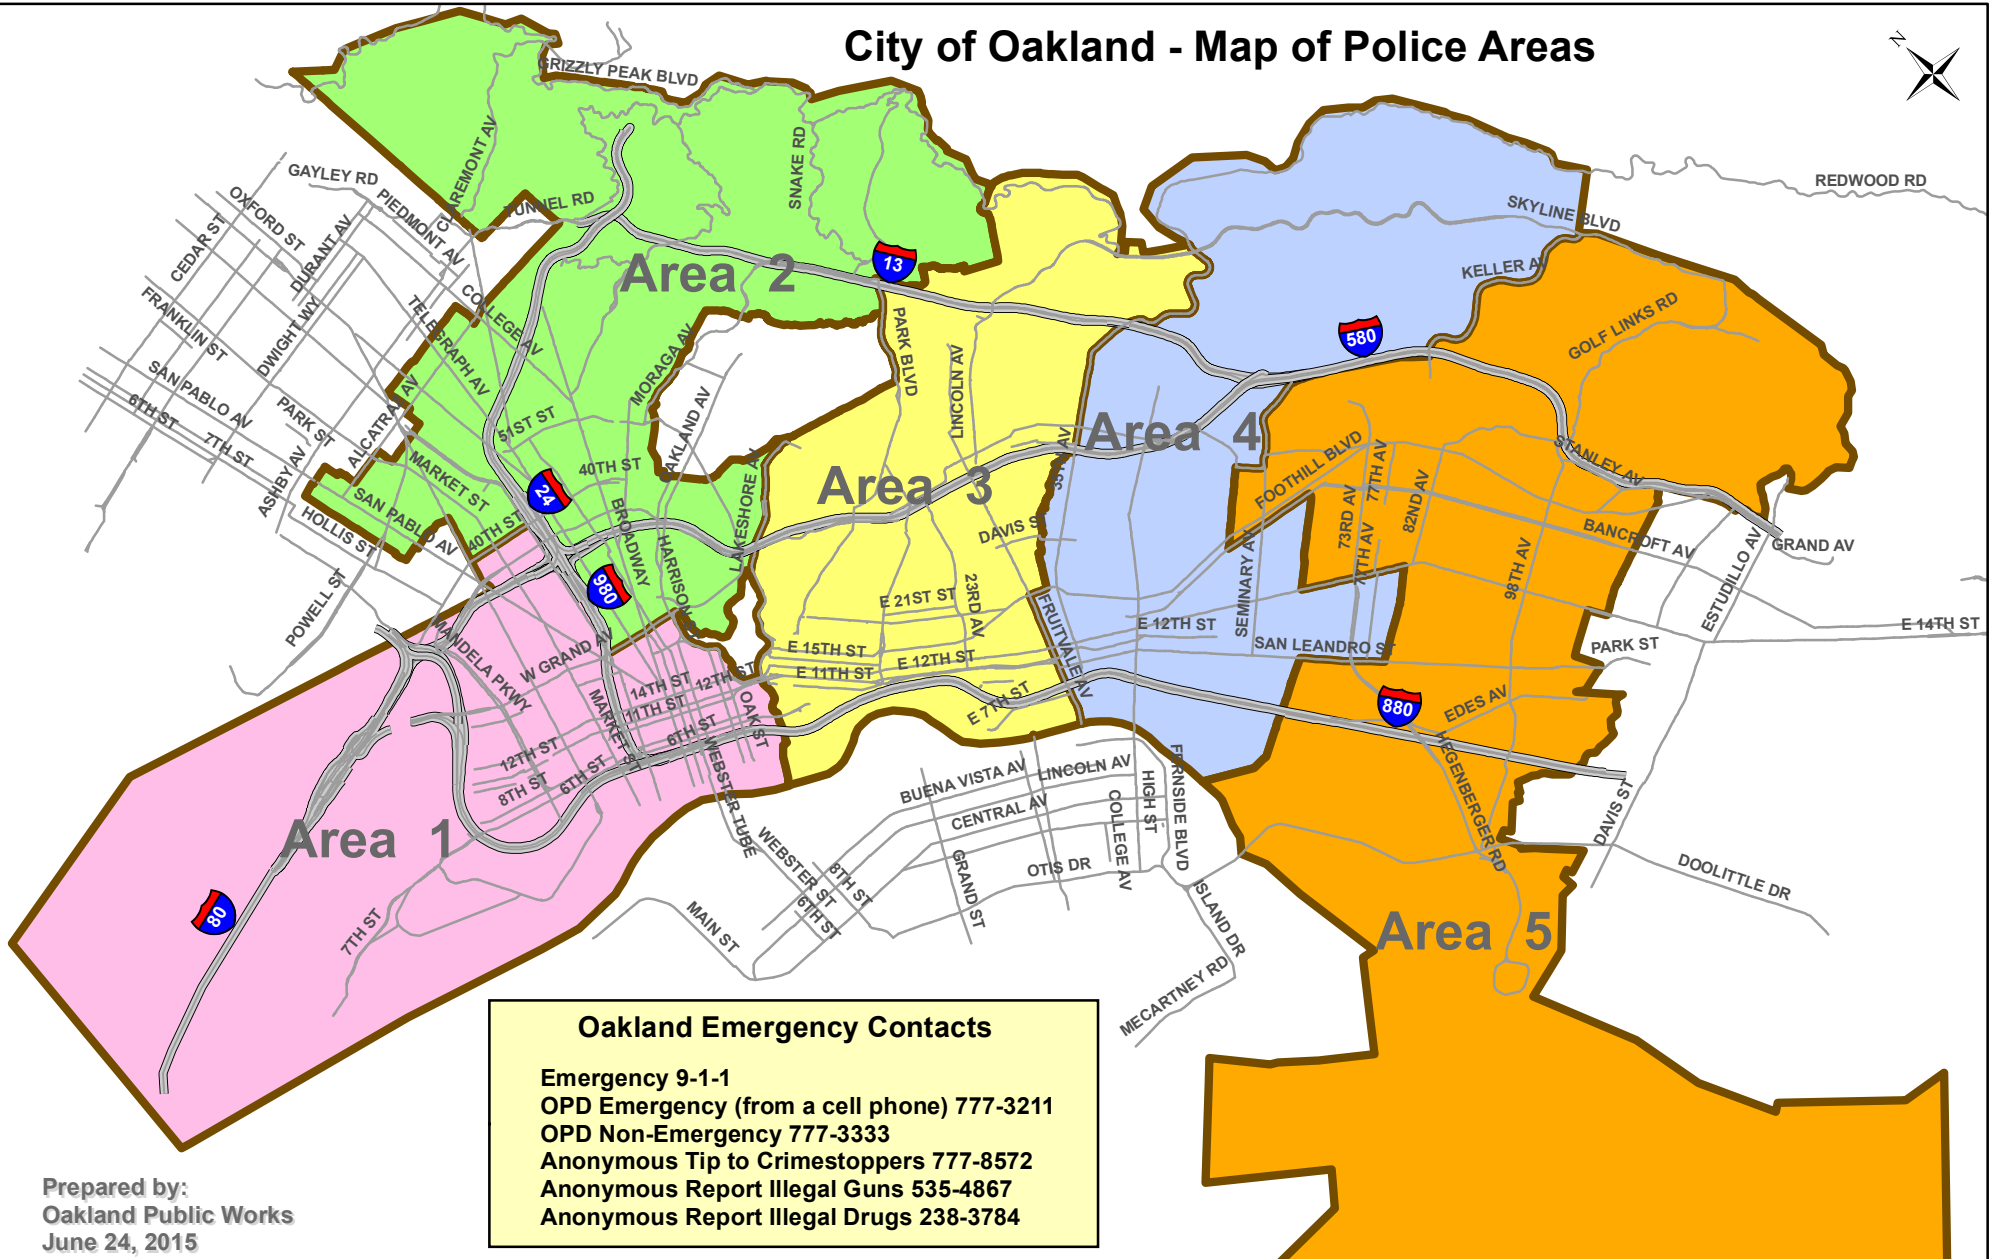 City of Oakland - Map of Police Areas
N
GRIZZLY PEAK BLVD
CLAREMONT AV
SNAKE RD
GAYLEY RD
TUNNEL RD
PIEDMONT AV
OXFORD ST
DURANT AV
CEDAR ST
REDWOOD RD
SKYLINE BLVD
KELLER AV
Area 2
13
FRANKLIN ST
DWIGHT WY
TELEGRAPH AV
COLLEGE AV
MORAGA AV
PARK BLVD
LINCOLN AV
580
GOLF LINKS RD
SAN PABLO AV
6TH ST
7TH ST
PARK ST
ALCATRAZ AV
51ST ST
OAKLAND AV
Area 4
35TH AV
FOOTHILL BLVD
77TH AV
STANLEY AV
ASHBY AV
MARKET ST
40TH ST
LAKESHORE AV
Area 3
73RD AV
82ND AV
HOLLIS ST
SAN PABLO AV
40TH ST
24
BROADWAY
HARRISON ST
DAVIS ST
BANCROFT AV
GRAND AV
ESTUDILLO AV
POWELL ST
980
E 21ST ST
23RD AV
SEMINARY AV
77TH AV
98TH AV
MANDELA PKWY
W GRAND AV
E 15TH ST
E 12TH ST
FRUITVALE AV
E 12TH ST
SAN LEANDRO ST
PARK ST
E 14TH ST
14TH ST
12TH ST
E 11TH ST
11TH ST
MARKET ST
OAK ST
E 7TH ST
880
EDES AV
12TH ST
6TH ST
8TH ST
6TH ST
WEBSTER TUBE
BUENA VISTA AV
LINCOLN AV
HIGH ST
FERNSIDE BLVD
HEGENBERGER RD
DAVIS ST
Area 1
CENTRAL AV
COLLEGE AV
WEBSTER ST
8TH ST
6TH ST
GRAND ST
OTIS DR
DOOLITTLE DR
80
7TH ST
MAIN ST
ISLAND DR
MECARTNEY RD
Area 5
Oakland Emergency Contacts
Emergency 9-1-1
OPD Emergency (from a cell phone) 777-3211
OPD Non-Emergency 777-3333
Anonymous Tip to Crimestoppers 777-8572
Anonymous Report Illegal Guns 535-4867
Anonymous Report Illegal Drugs 238-3784
Prepared by:
Oakland Public Works
June 24, 2015